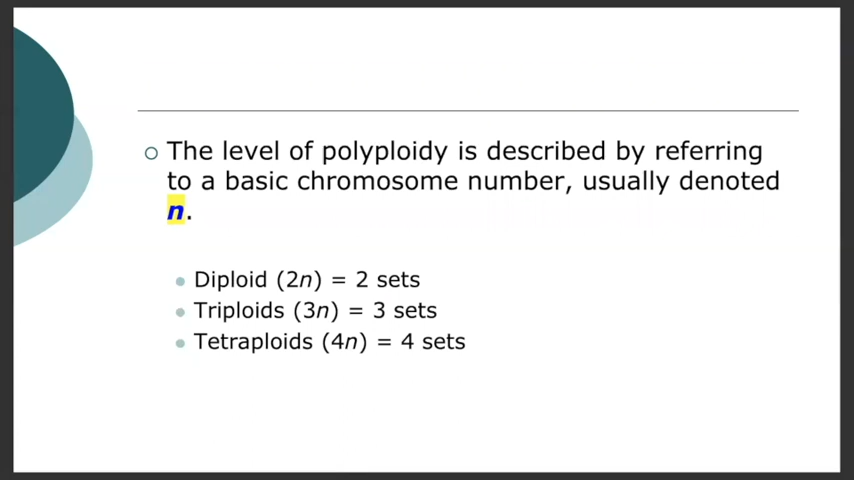 The level of polyploidy is described by referring
to a basic chromosome number, usually denoted
n.
Diploid (2n) = 2 sets
Triploids (3n) = 3 sets
Tetraploids (4n) = 4 sets